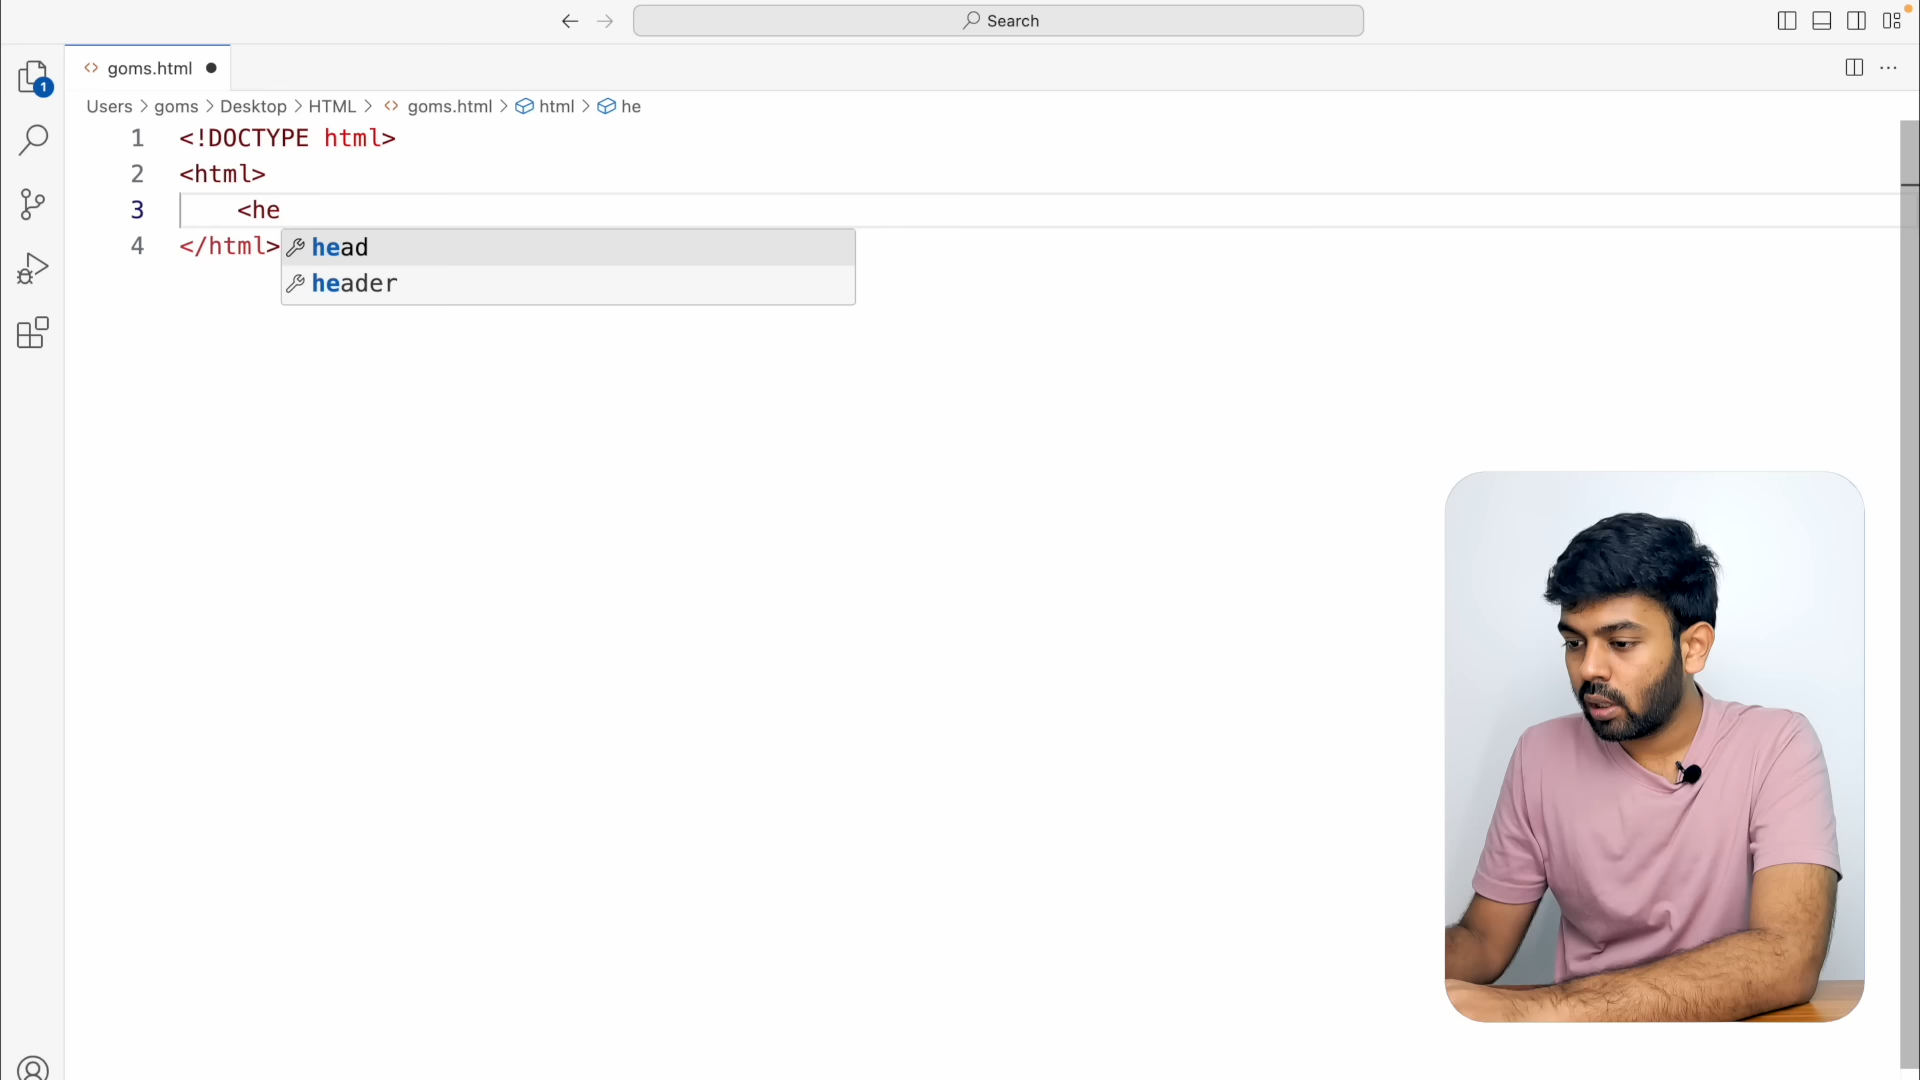 Search
goms.html
1
Users > goms > Desktop > HTML > <> goms.html > html > he
1 <!DOCTYPE html>
2 <html>
3 <he
4 </html>
head
header